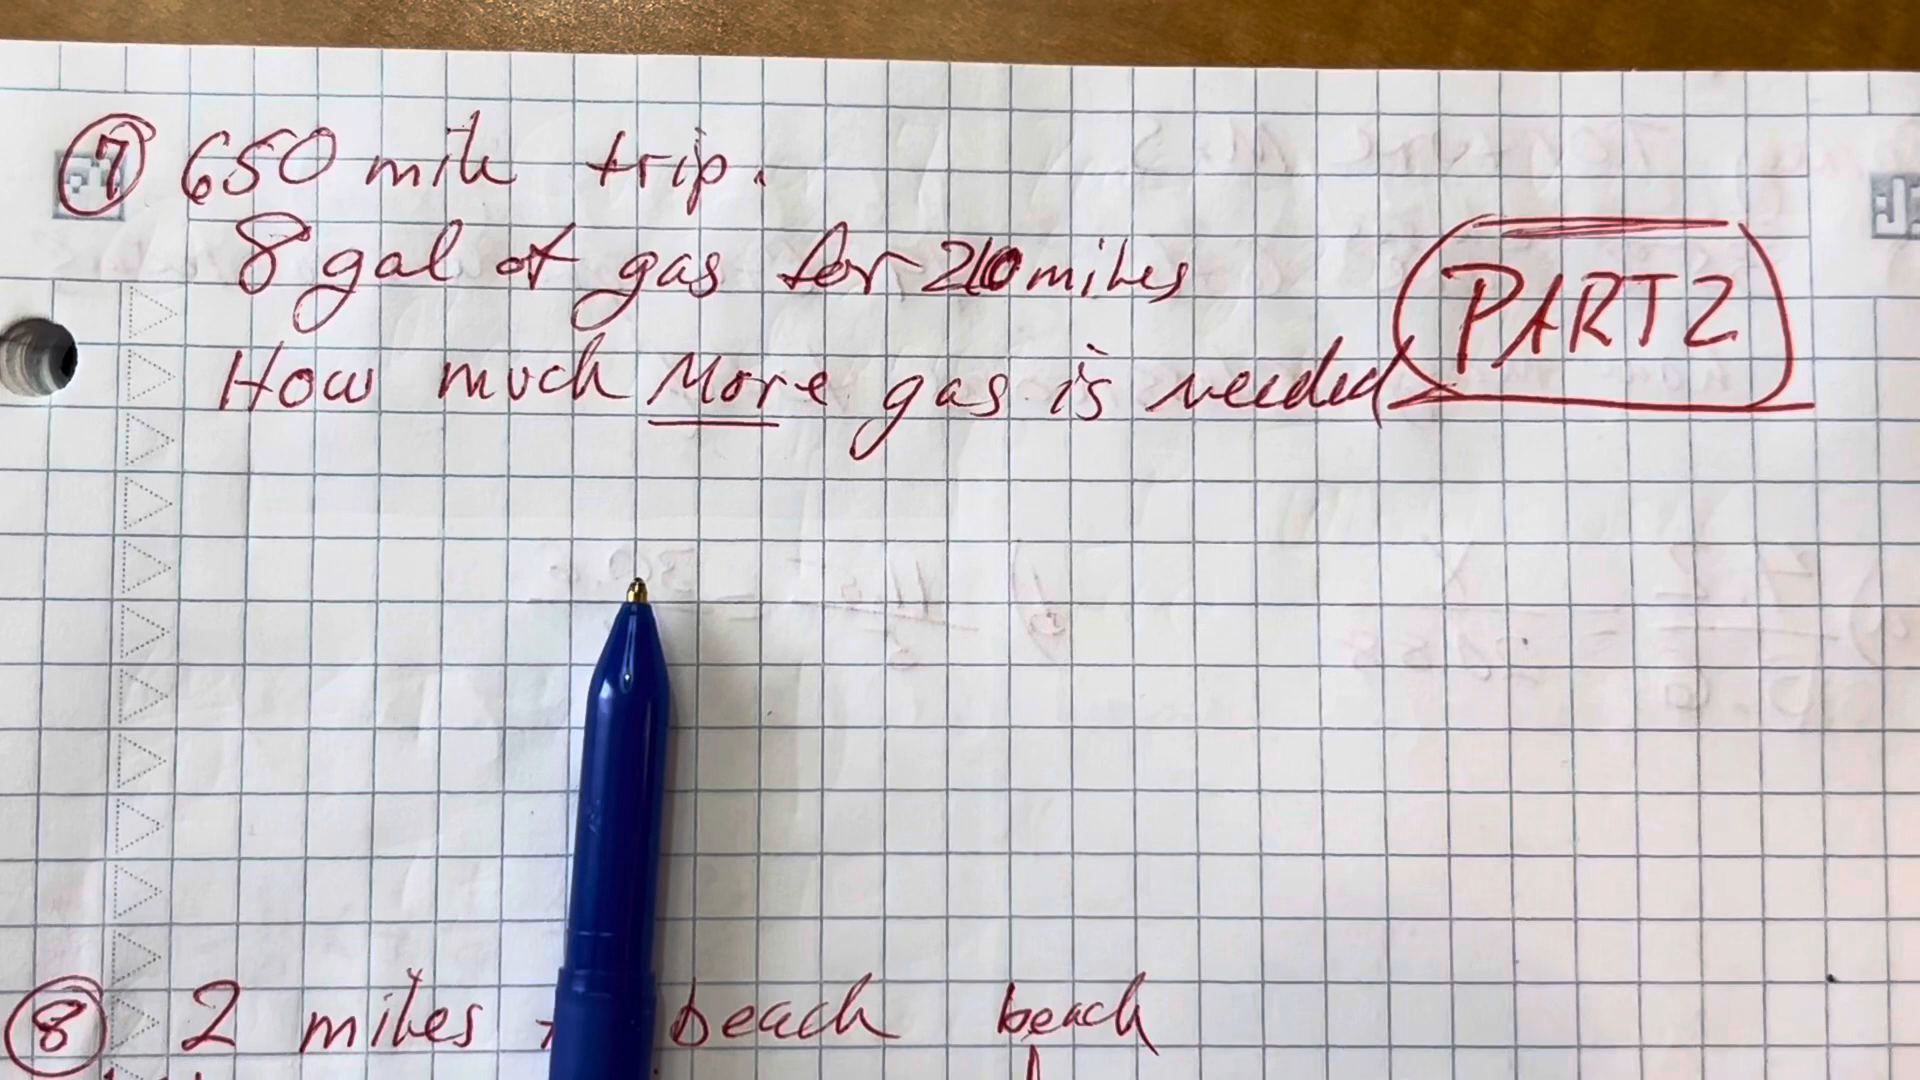 7 650 mile trip.
8 gal of gas for 210 miles
How much More gas is needed
PART 2
8 2 miles beach beach